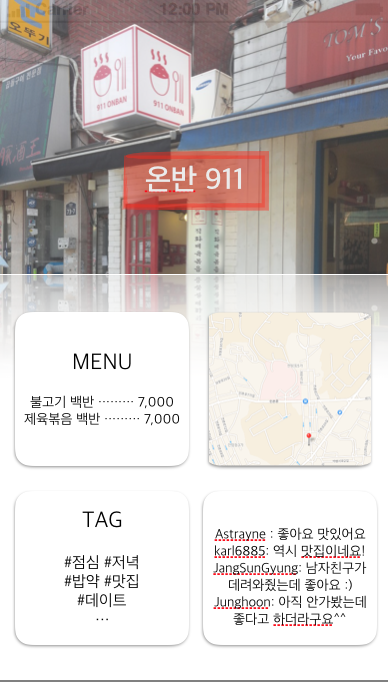 Carrier 12:00 PM
오뚜기
TOM'S
Your Favo
911 ONBAN
911 ONBAN
SAMSUNG
온반 911
MENU
불고기 백반 ········· 7,000
제육볶음 백반 ········· 7,000
TAG
#점심 #저녁
#밥약 #맛집
#데이트
...
Astrayne : 좋아요 맛있어요
karl6885: 역시 맛집이네요!
JangSunGyung: 남자친구가
데려와줬는데 좋아요 :)
Junghoon: 아직 안가봤는데
좋다고 하더라구요^^